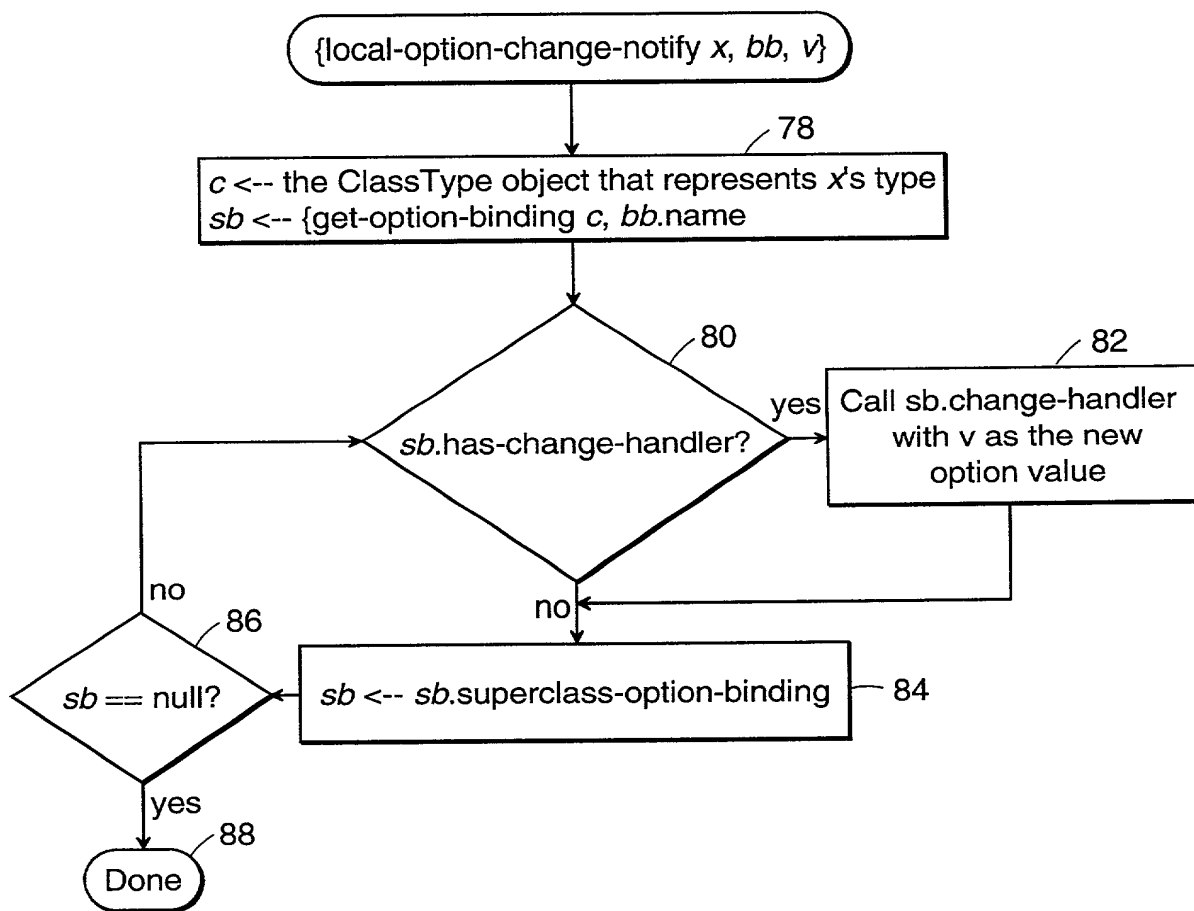 {local-option-change-notify x, bb, v}
78
c <-- the ClassType object that represents x's type
sb <-- {get-option-binding c, bb.name
80
sb.has-change-handler?
yes
82
Call sb.change-handler
with v as the new
option value
no
no
86
sb == null?
sb <-- sb.superclass-option-binding
84
yes
88
Done